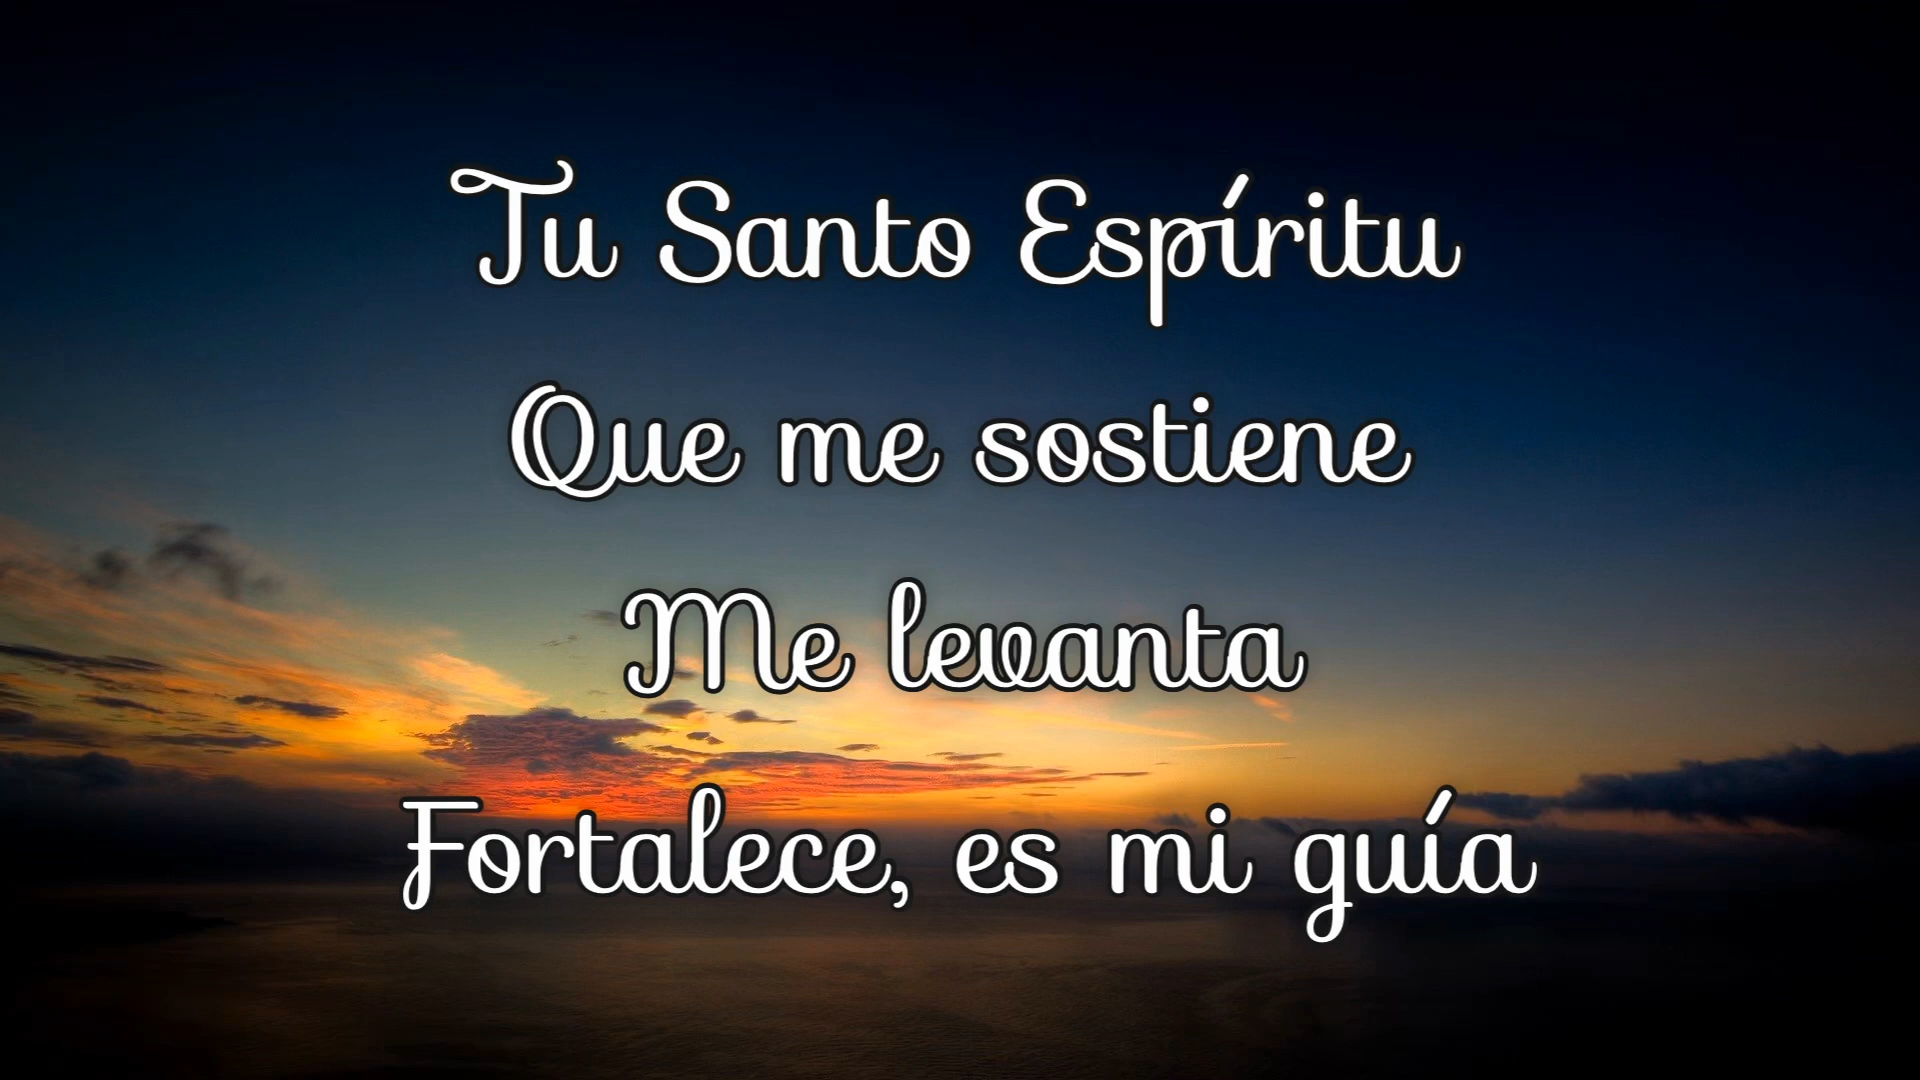 Tu Santo Espíritu
Que me sostiene
Me levanta
Fortalece, es mi guía